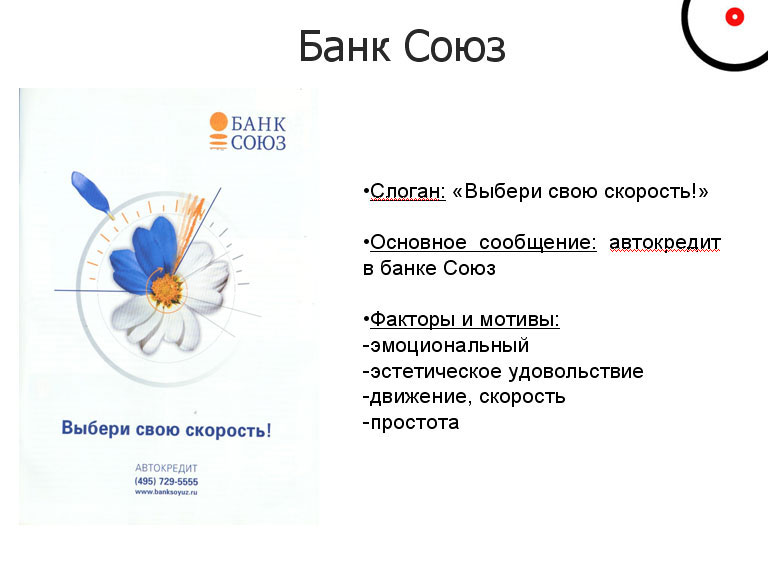 Банк Союз
БАНК
СОЮЗ
Выбери свою скорость!
АВТОКРЕДИТ
(495) 729-5555
www.banksoyuz.ru
•Слоган: «Выбери свою скорость!»
•Основное сообщение: автокредит
в банке Союз
•Факторы и мотивы:
-эмоциональный
-эстетическое удовольствие
-движение, скорость
-простота